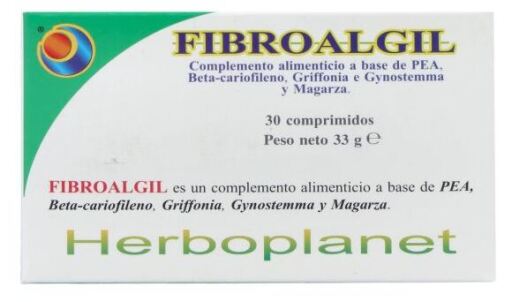 ®
FIBROALGIL
Complemento alimenticio a base de PEA,
Beta-cariofileno, Griffonia e Gynostemma
y Magarza.
30 comprimidos
Peso neto 33 g ℮
FIBROALGIL es un complemento alimenticio a base de PEA,
Beta-cariofileno, Griffonia, Gynostemma y Magarza.
Herboplanet